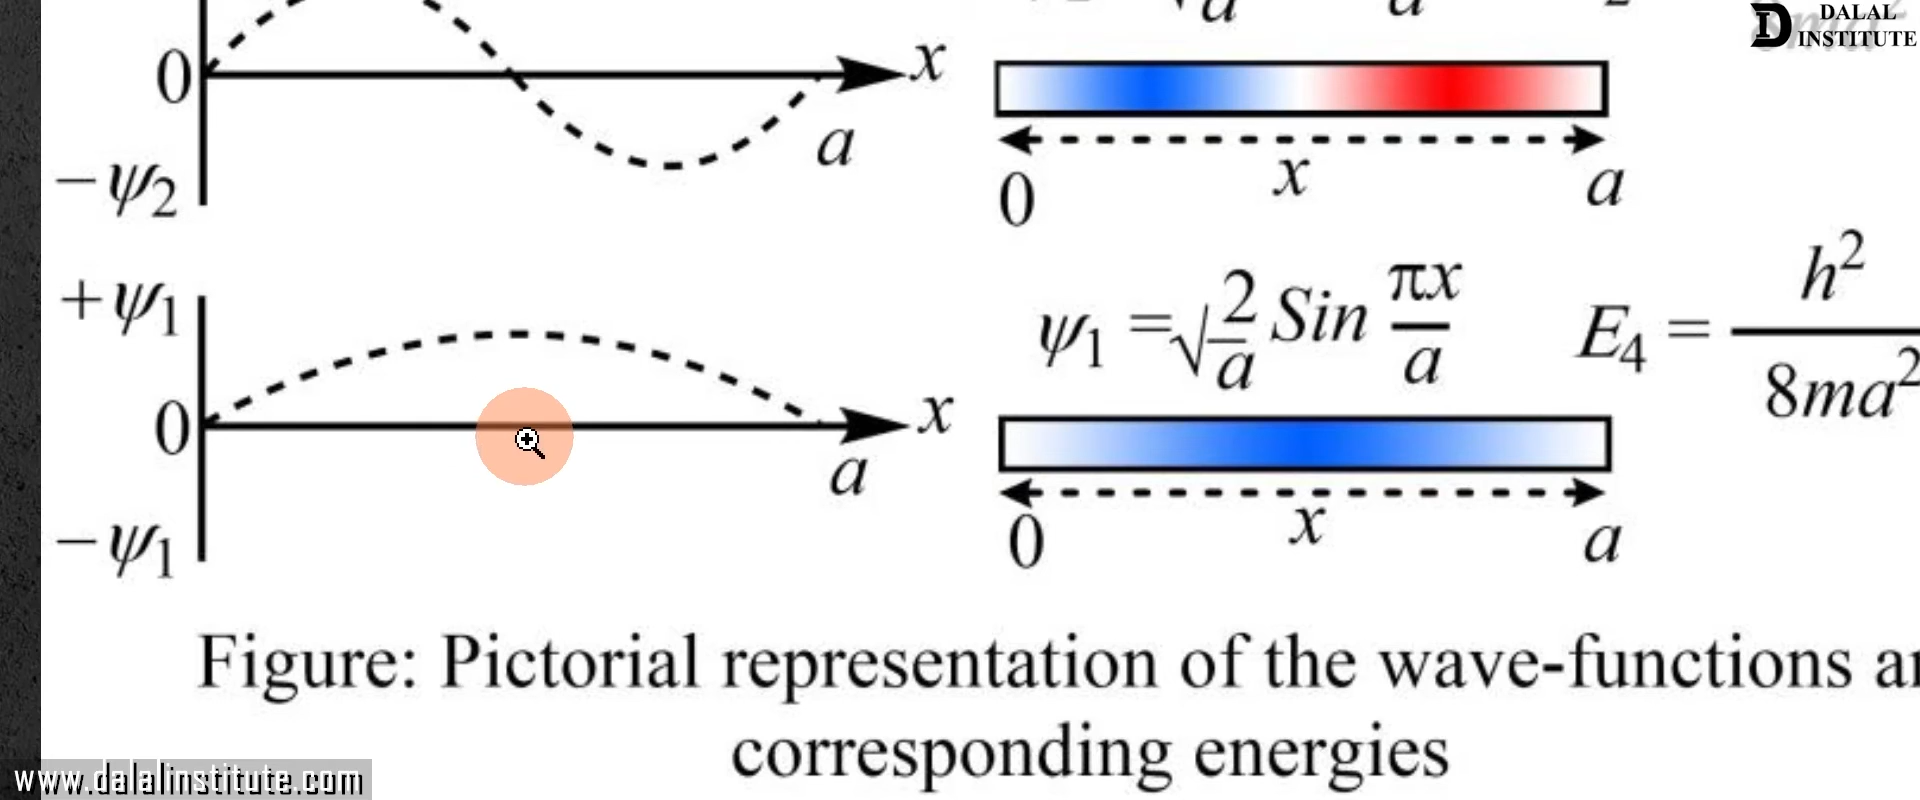 DALAL
INSTITUTE
0
x
a
−ψ2
0
x
a
+ψ1
ψ1 = √2/a Sin πx/a
E4 = h²/8ma²
0
x
a
−ψ1
0
x
a
Figure: Pictorial representation of the wave-functions
corresponding energies
www.dalalinstitute.com